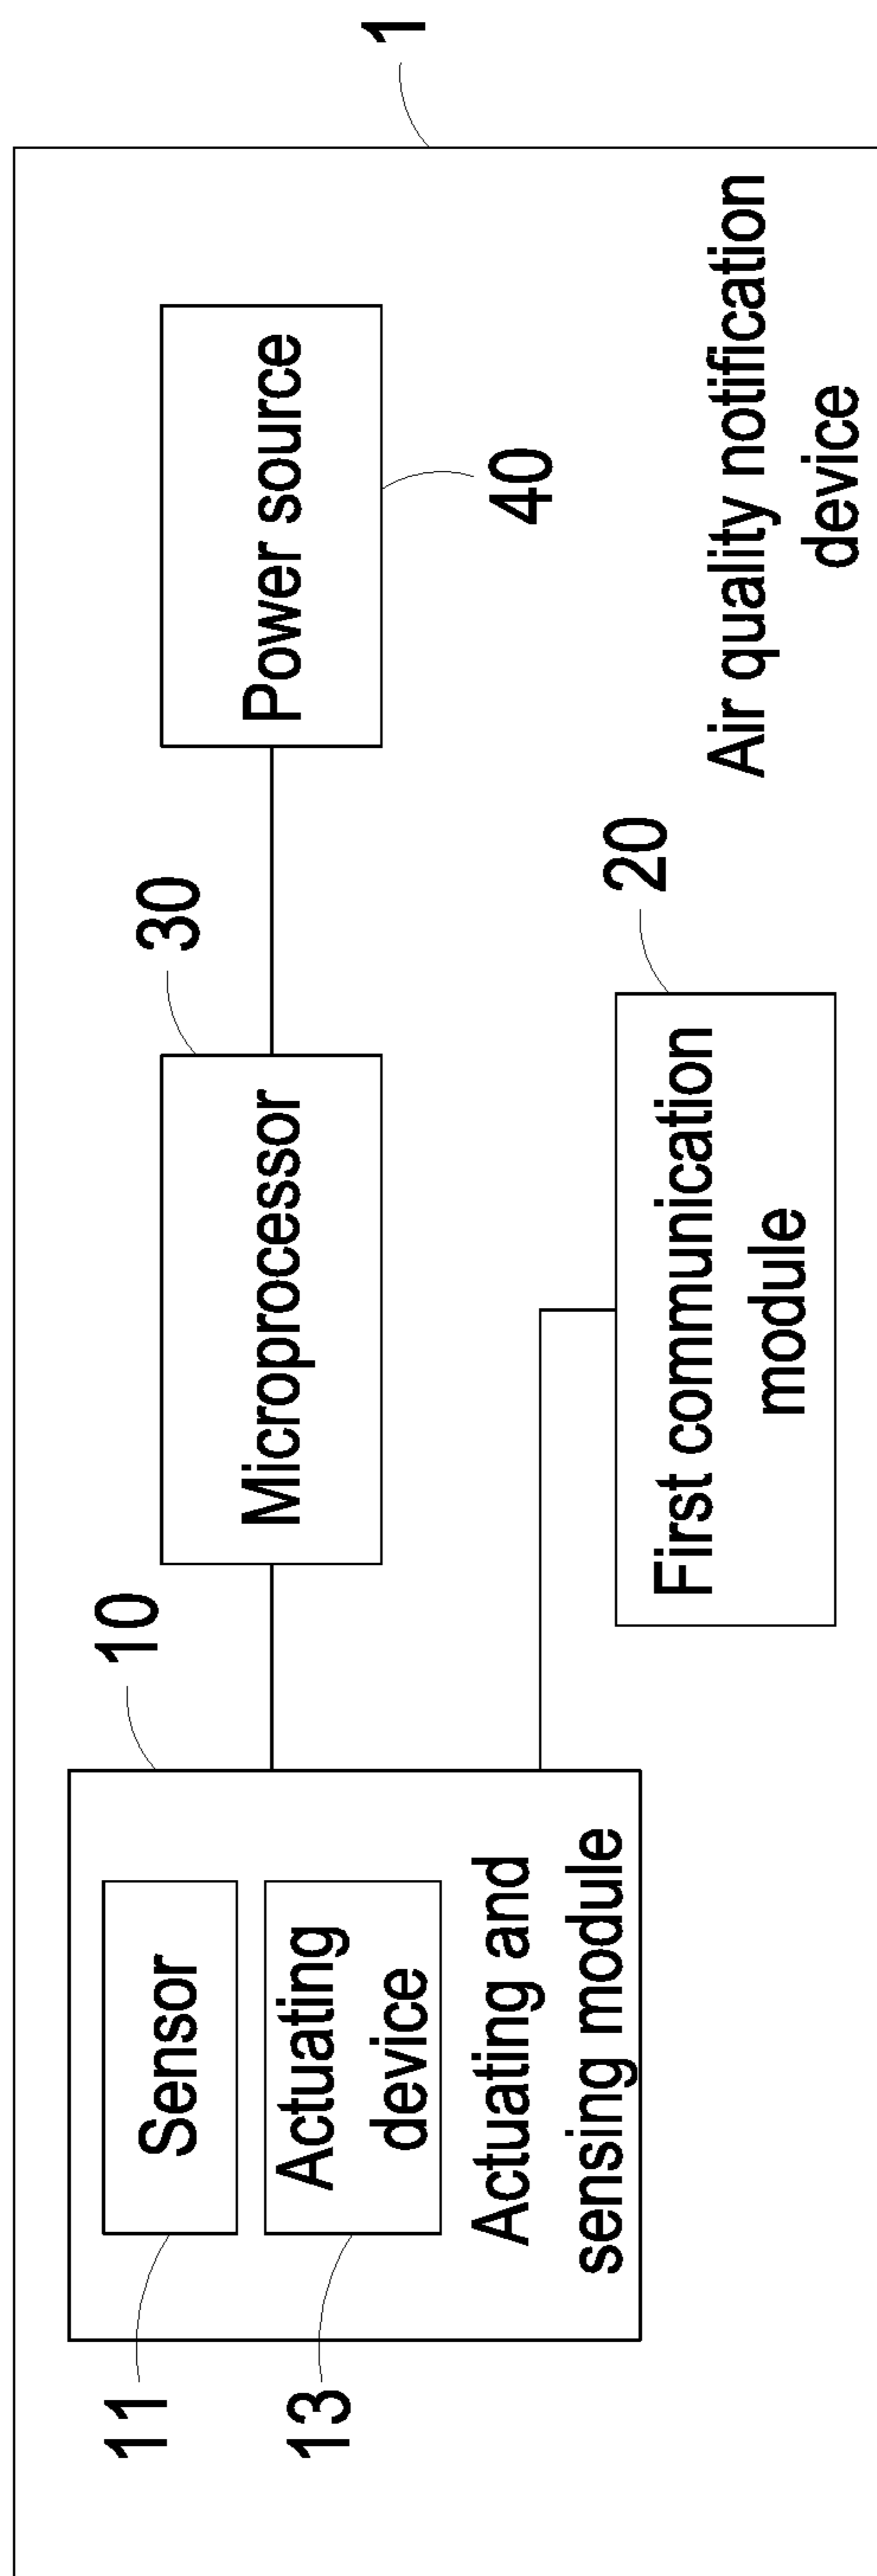 1
10
30
Sensor
11
Microprocessor
Power source
Actuating
device
13
40
Actuating and
sensing module
20
First communication
module
Air quality notification
device